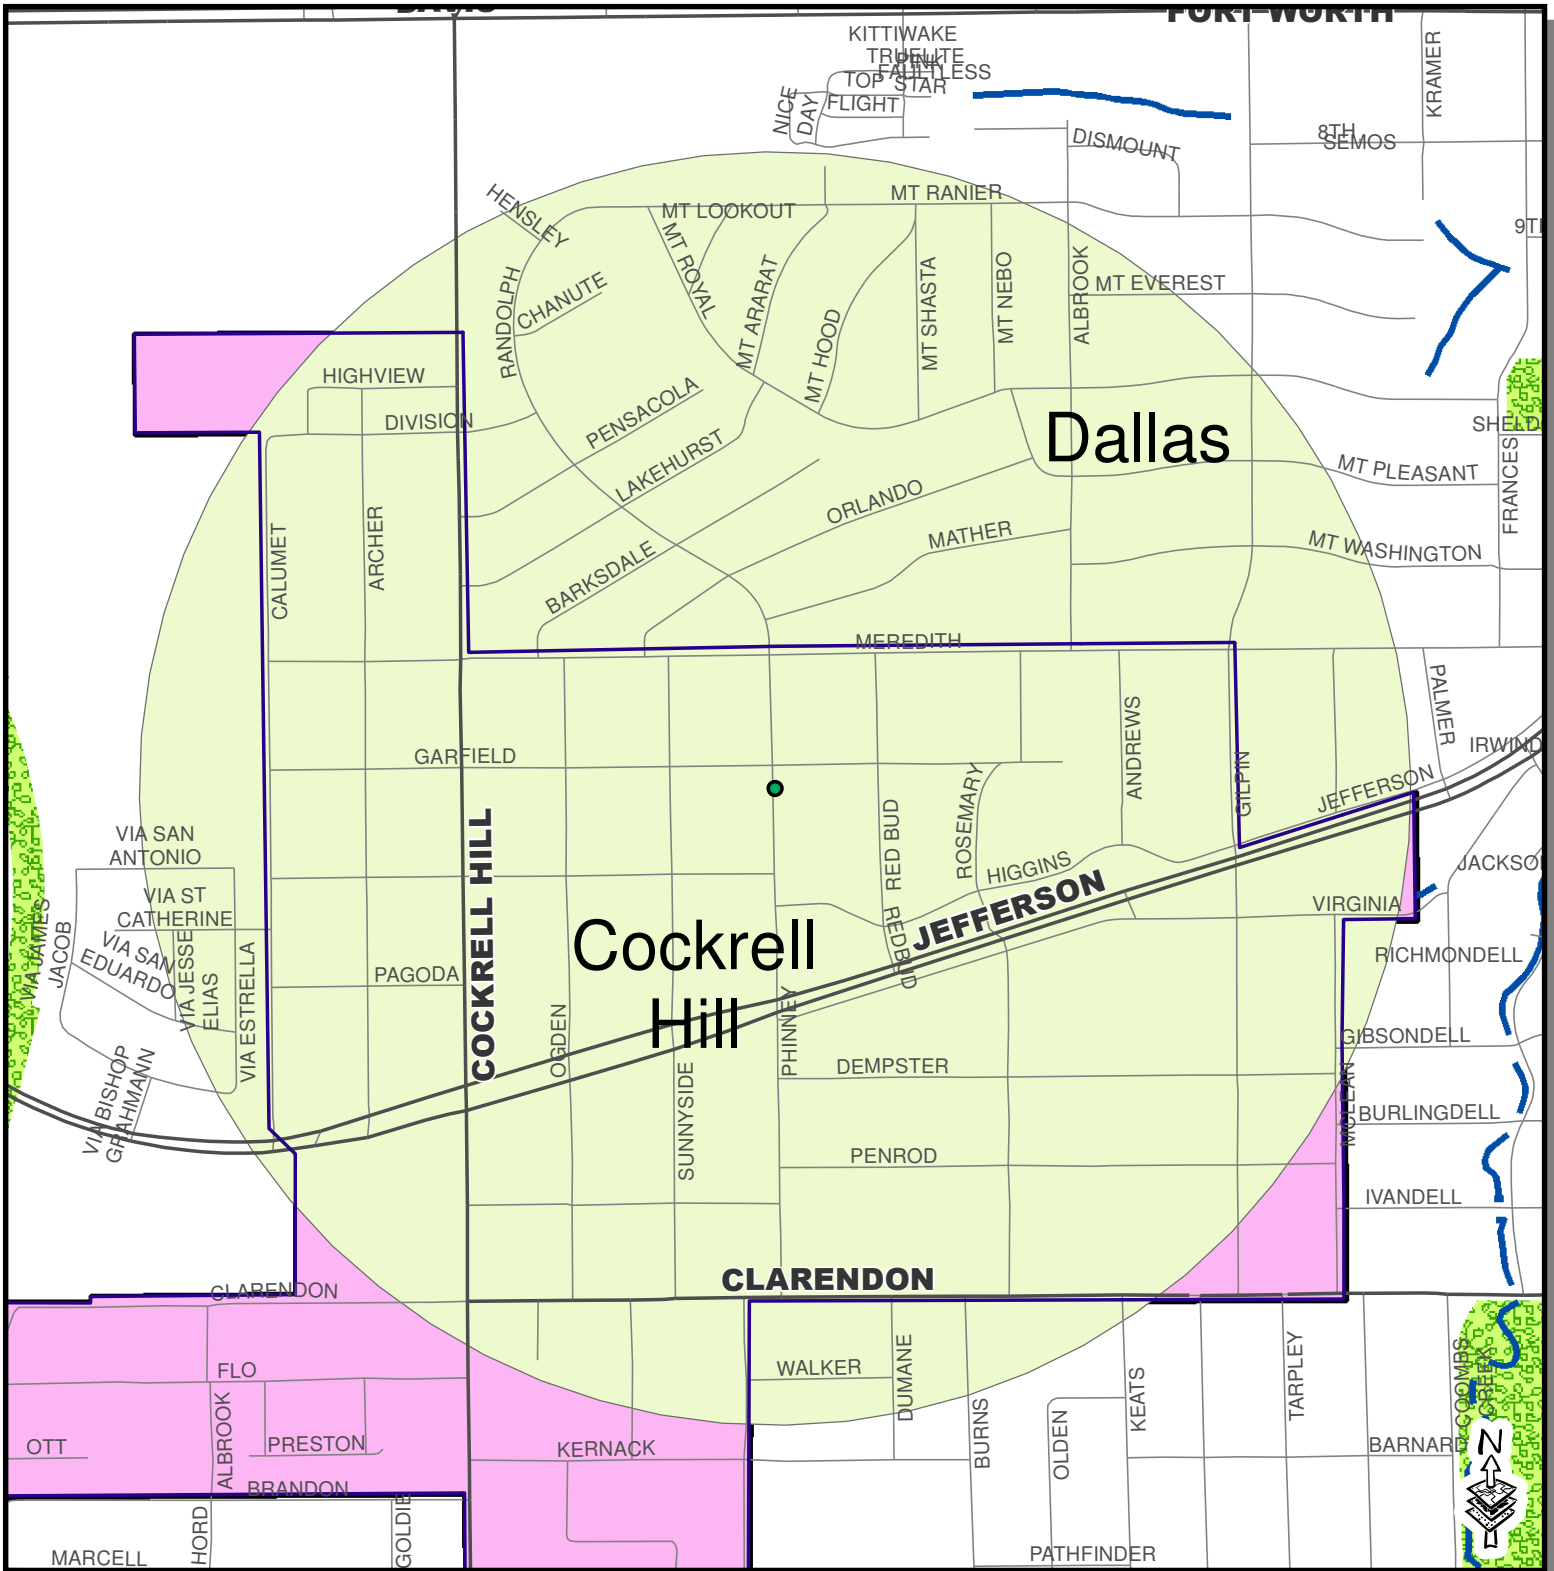 DAVIS
FORT WORTH
KITTIWAKE
TRUELITE
PINK
FAULTLESS
TOP STAR
FLIGHT
NICE
DAY
KRAMER
8TH
SEMOS
DISMOUNT
HENSLEY
MT RANIER
MT LOOKOUT
9TH
MT ROYAL
MT ARARAT
MT HOOD
MT SHASTA
MT NEBO
ALBROOK
MT EVEREST
RANDOLPH
CHANUTE
HIGHVIEW
DIVISION
PENSACOLA
LAKEHURST
Dallas
SHELD
MT PLEASANT
FRANCES
ORLANDO
MATHER
MT WASHINGTON
CALUMET
ARCHER
BARKSDALE
MEREDITH
PALMER
ANDREWS
GARFIELD
IRWIND
GILPIN
JEFFERSON
ROSEMARY
RED BUD
COCKRELL HILL
VIA SAN
ANTONIO
HIGGINS
JACKSO
VIA ST
CATHERINE
JEFFERSON
VIRGINIA
VIA JAMES
JACOB
VIA SAN
EDUARDO
VIA JESSE
ELIAS
VIA ESTRELLA
PAGODA
Cockrell
Hill
REDBUD
RICHMONDELL
OGDEN
PHINNEY
GIBSONDELL
VIA BISHOP
GRAHMANN
SUNNYSIDE
DEMPSTER
MCLEAN
BURLINGDELL
PENROD
IVANDELL
CLARENDON
CLARENDON
FLO
WALKER
DUMANE
TARPLEY
COOMBS
CREEK
ALBROOK
BURNS
OLDEN
KEATS
OTT
PRESTON
KERNACK
BARNARD
N
BRANDON
HORD
GOLDIE
MARCELL
PATHFINDER